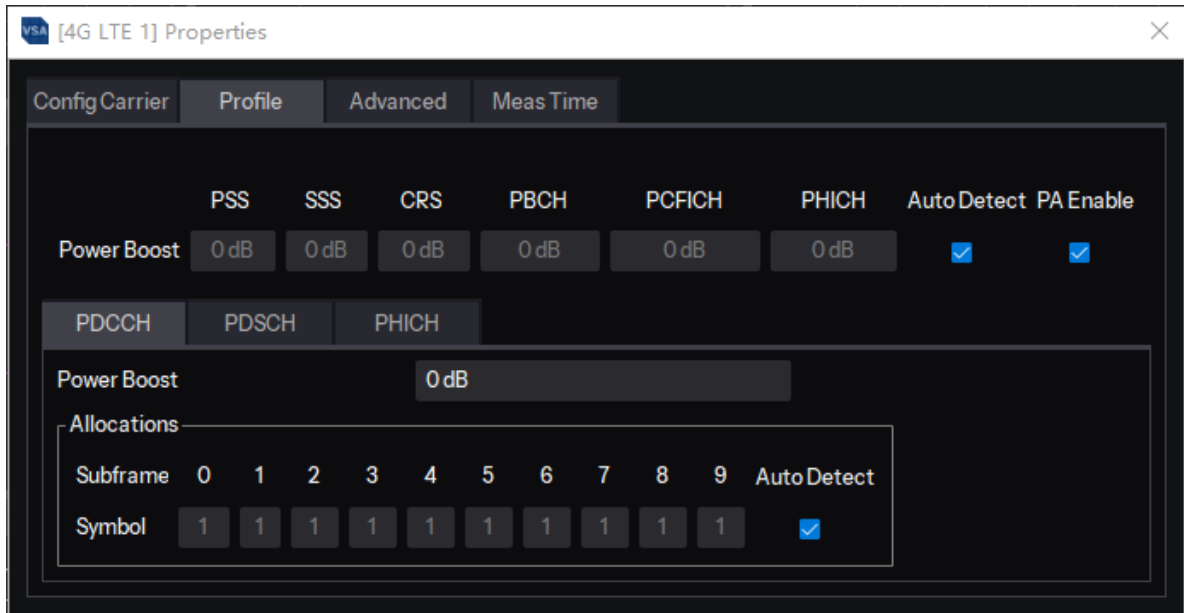 VSA [4G LTE 1] Properties
Config Carrier Profile Advanced Meas Time
PSS SSS CRS PBCH PCFICH PHICH Auto Detect PA Enable
Power Boost 0 dB 0 dB 0 dB 0 dB 0 dB 0 dB
PDCCH PDSCH PHICH
Power Boost 0 dB
Allocations
Subframe 0 1 2 3 4 5 6 7 8 9 Auto Detect
Symbol 1 1 1 1 1 1 1 1 1 1